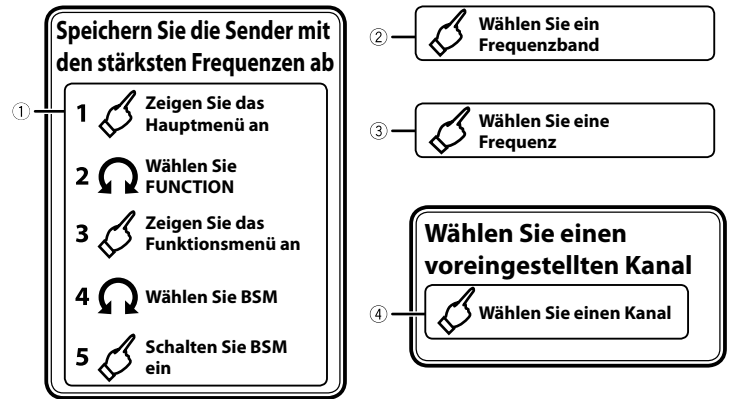 Speichern Sie die Sender mit
den stärksten Frequenzen ab
①
1 Zeigen Sie das
Hauptmenü an
2 Wählen Sie
FUNCTION
3 Zeigen Sie das
Funktionsmenü an
4 Wählen Sie BSM
5 Schalten Sie BSM
ein
②
Wählen Sie ein
Frequenzband
③
Wählen Sie eine
Frequenz
Wählen Sie einen
voreingestellten Kanal
④
Wählen Sie einen Kanal